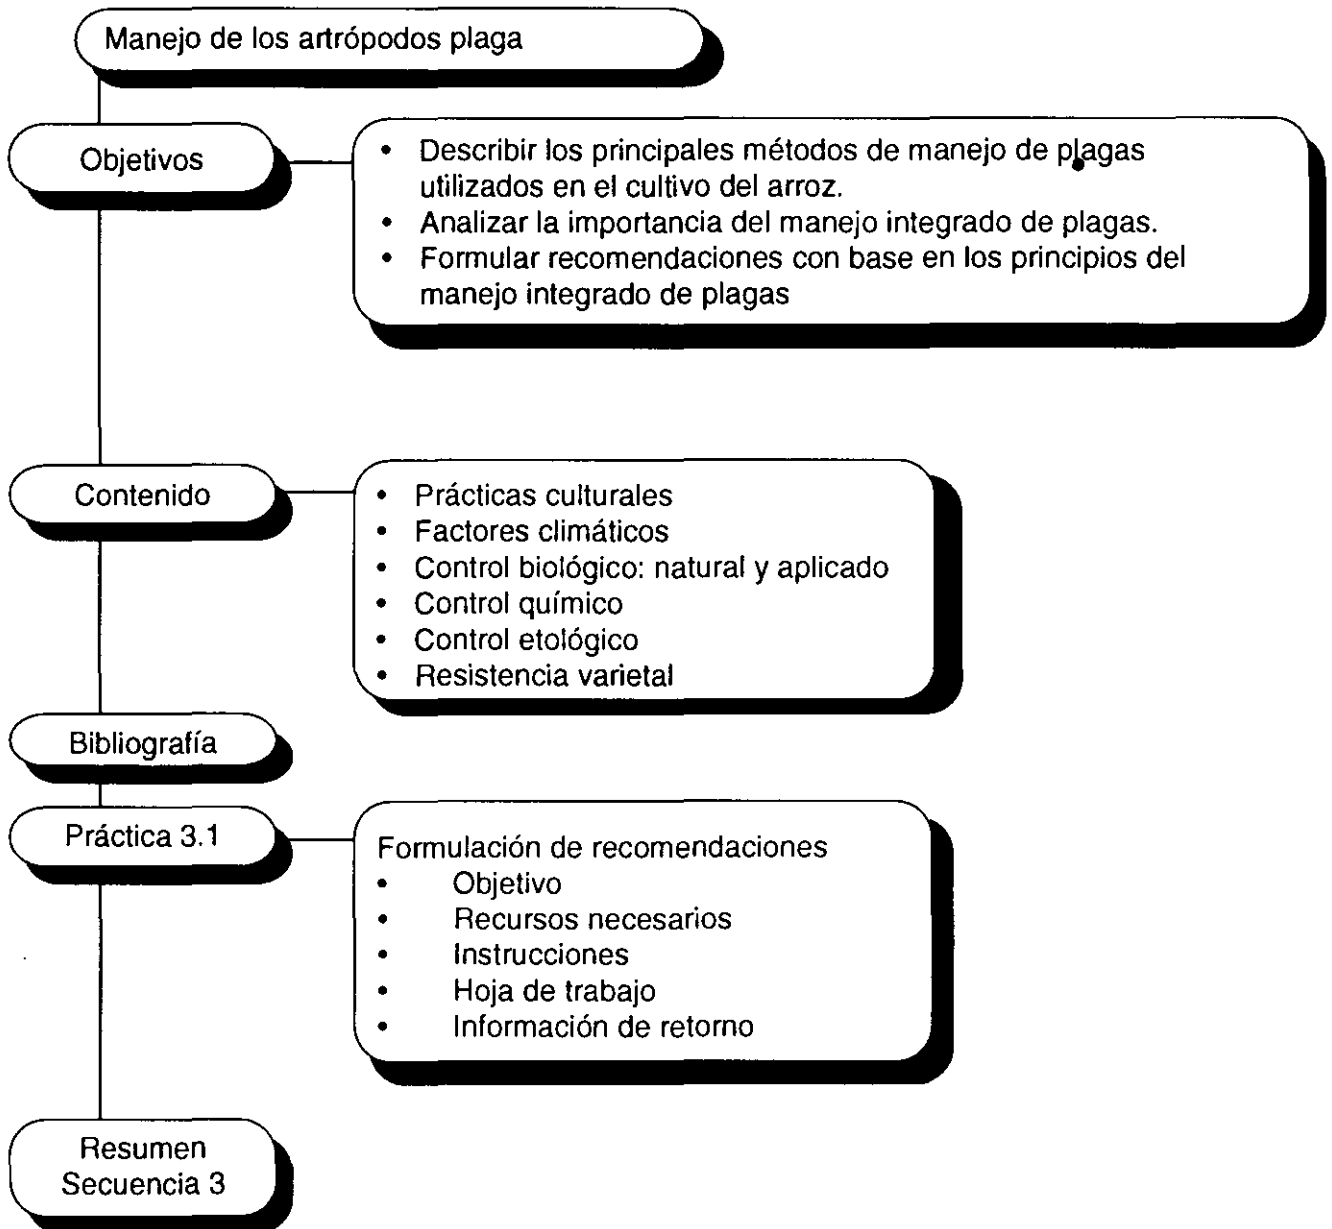 Manejo de los artrópodos plaga
Objetivos
• Describir los principales métodos de manejo de plagas
utilizados en el cultivo del arroz.
• Analizar la importancia del manejo integrado de plagas.
• Formular recomendaciones con base en los principios del
manejo integrado de plagas
Contenido
• Prácticas culturales
• Factores climáticos
• Control biológico: natural y aplicado
• Control químico
• Control etológico
• Resistencia varietal
Bibliografía
Práctica 3.1
Formulación de recomendaciones
• Objetivo
• Recursos necesarios
• Instrucciones
• Hoja de trabajo
• Información de retorno
Resumen
Secuencia 3